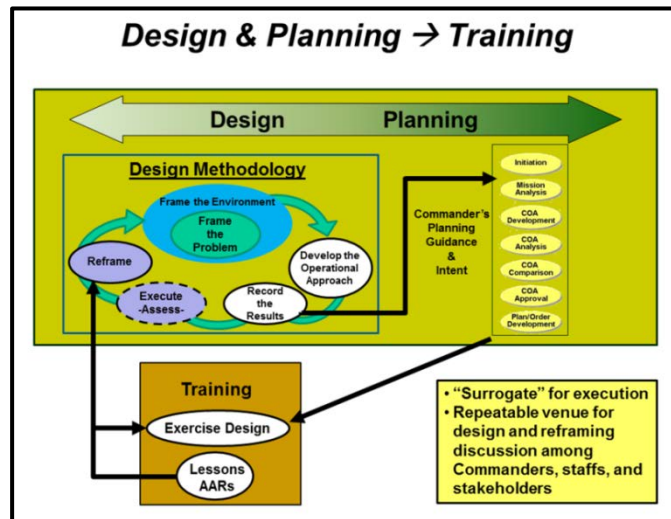 Design & Planning → Training
Design Planning
Design Methodology
Frame the Environment
Frame
the
Problem
Reframe
Develop the
Operational
Approach
Execute
-Assess-
Record
the
Results
Commander’s
Planning
Guidance
&
Intent
Initiation
Mission
Analysis
COA
Development
COA
Analysis
COA
Comparison
COA
Approval
Plan/Order
Development
Training
Exercise Design
Lessons
AARs
• “Surrogate” for execution
• Repeatable venue for
design and reframing
discussion among
Commanders, staffs, and
stakeholders